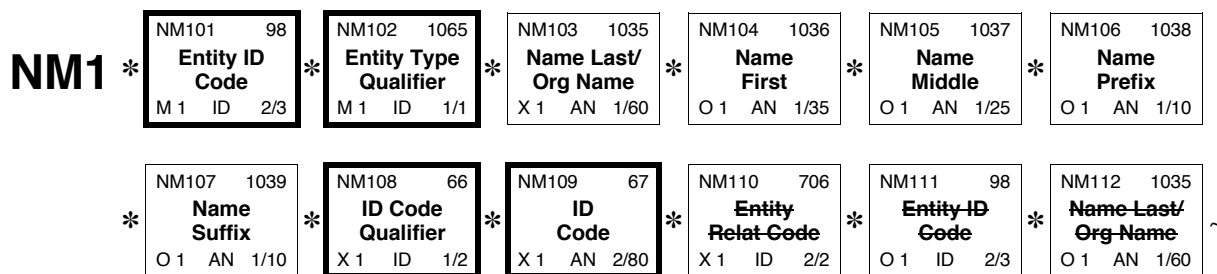 NM101 98 NM102 1065 NM103 1035 NM104 1036 NM105 1037 NM106 1038
NM1 * Entity ID * Entity Type * Name Last/ * Name * Name * Name
Code Qualifier Org Name First Middle Prefix
M 1 ID 2/3 M 1 ID 1/1 X 1 AN 1/60 O 1 AN 1/35 O 1 AN 1/25 O 1 AN 1/10
NM107 1039 NM108 66 NM109 67 NM110 706 NM111 98 NM112 1035
* Name * ID Code * ID * Entity * Entity ID * Name Last/ ~
Suffix Qualifier Code Relat Code Code Org Name
O 1 AN 1/10 X 1 ID 1/2 X 1 AN 2/80 X 1 ID 2/2 O 1 ID 2/3 O 1 AN 1/60